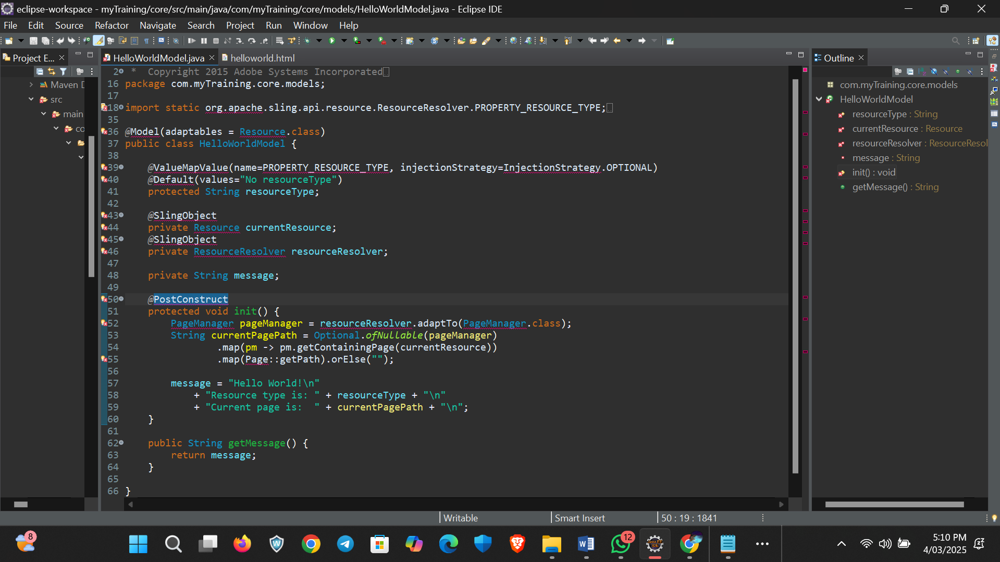 eclipse-workspace - myTraining/core/src/main/java/com/myTraining/core/models/HelloWorldModel.java - Eclipse IDE
File Edit Source Refactor Navigate Search Project Run Window Help
Project E...
HelloWorldModel.java
helloworld.html
Outline
Maven
src
main
co
2 * Copyright 2015 Adobe Systems Incorporated
16 package com.myTraining.core.models;
17
18 import static org.apache.sling.api.resource.ResourceResolver.PROPERTY_RESOURCE_TYPE;
35
36 @Model(adaptables = Resource.class)
37 public class HelloWorldModel {
38
39 @ValueMapValue(name=PROPERTY_RESOURCE_TYPE, injectionStrategy=InjectionStrategy.OPTIONAL)
40 @Default(values="No resourceType")
41 protected String resourceType;
42
43 @SlingObject
44 private Resource currentResource;
45 @SlingObject
46 private ResourceResolver resourceResolver;
47
48 private String message;
49
50 @PostConstruct
51 protected void init() {
52 PageManager pageManager = resourceResolver.adaptTo(PageManager.class);
53 String currentPagePath = Optional.ofNullable(pageManager)
54 .map(pm -> pm.getContainingPage(currentResource))
55 .map(Page::getPath).orElse("");
56
57 message = "Hello World!\n"
58 + "Resource type is: " + resourceType + "\n"
59 + "Current page is:  " + currentPagePath + "\n";
60 }
61
62 public String getMessage() {
63 return message;
64 }
65
66 }
com.myTraining.core.models
HelloWorldModel
resourceType : String
currentResource : Resource
resourceResolver : ResourceResol
message : String
init() : void
getMessage() : String
Writable
Smart Insert
50 : 19 : 1841
8
12
5:10 PM
4/03/2025